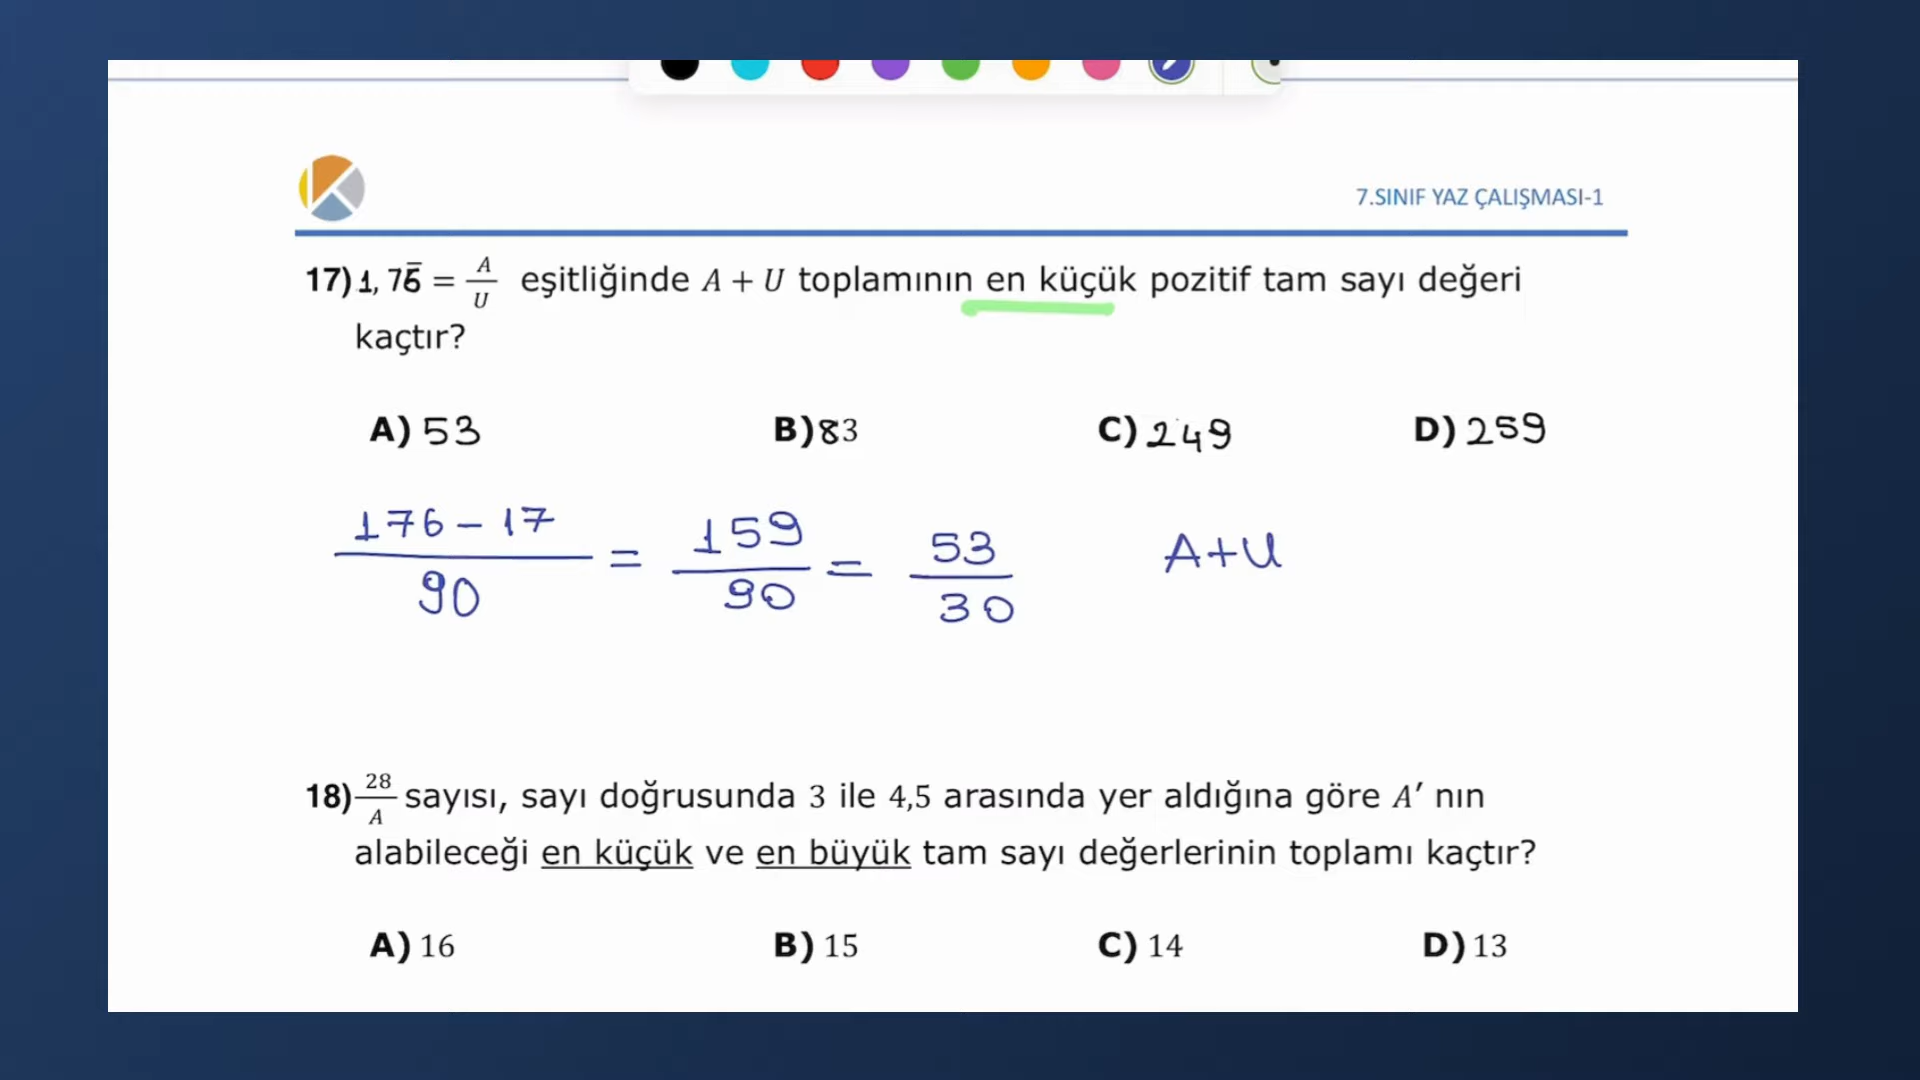 7.SINIF YAZ ÇALIŞMASI-1
17) 1, 76̅ = A/U eşitliğinde A + U toplamının en küçük pozitif tam sayı değeri
kaçtır?
A) 53 B) 83 C) 249 D) 259
176 - 17 / 90 = 159 / 90 = 53 / 30 A+U
18) 28/A sayısı, sayı doğrusunda 3 ile 4,5 arasında yer aldığına göre A′ nın
alabileceği en küçük ve en büyük tam sayı değerlerinin toplamı kaçtır?
A) 16 B) 15 C) 14 D) 13